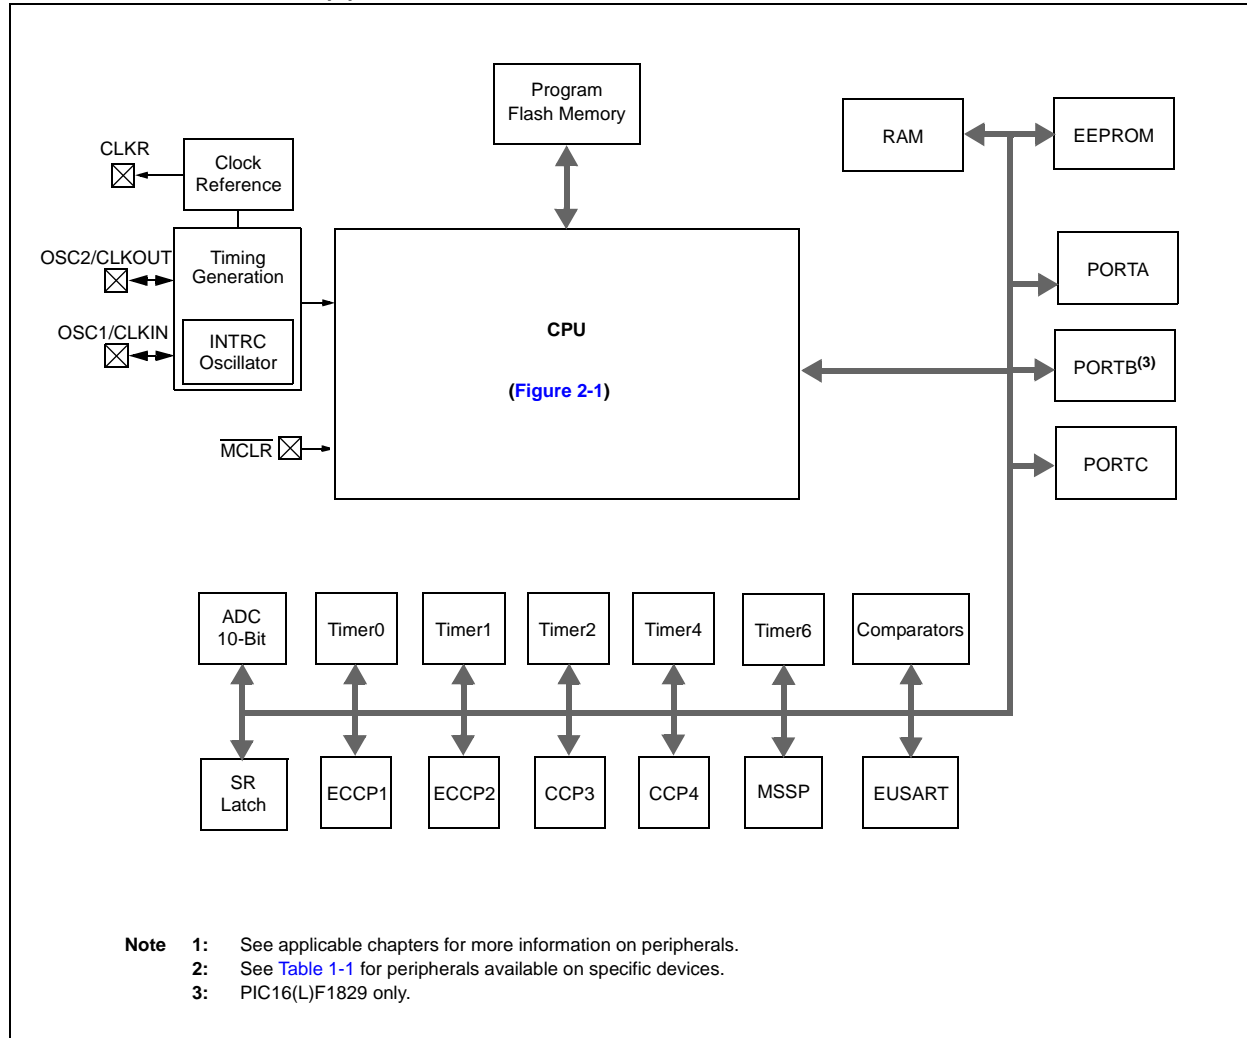 Program
Flash Memory
RAM
EEPROM
CLKR
Clock
Reference
OSC2/CLKOUT
Timing
Generation
PORTA
OSC1/CLKIN
INTRC
Oscillator
CPU
(Figure 2-1)
PORTB(3)
MCLR
PORTC
ADC
10-Bit
Timer0
Timer1
Timer2
Timer4
Timer6
Comparators
SR
Latch
ECCP1
ECCP2
CCP3
CCP4
MSSP
EUSART
Note 1: See applicable chapters for more information on peripherals.
2: See Table 1-1 for peripherals available on specific devices.
3: PIC16(L)F1829 only.